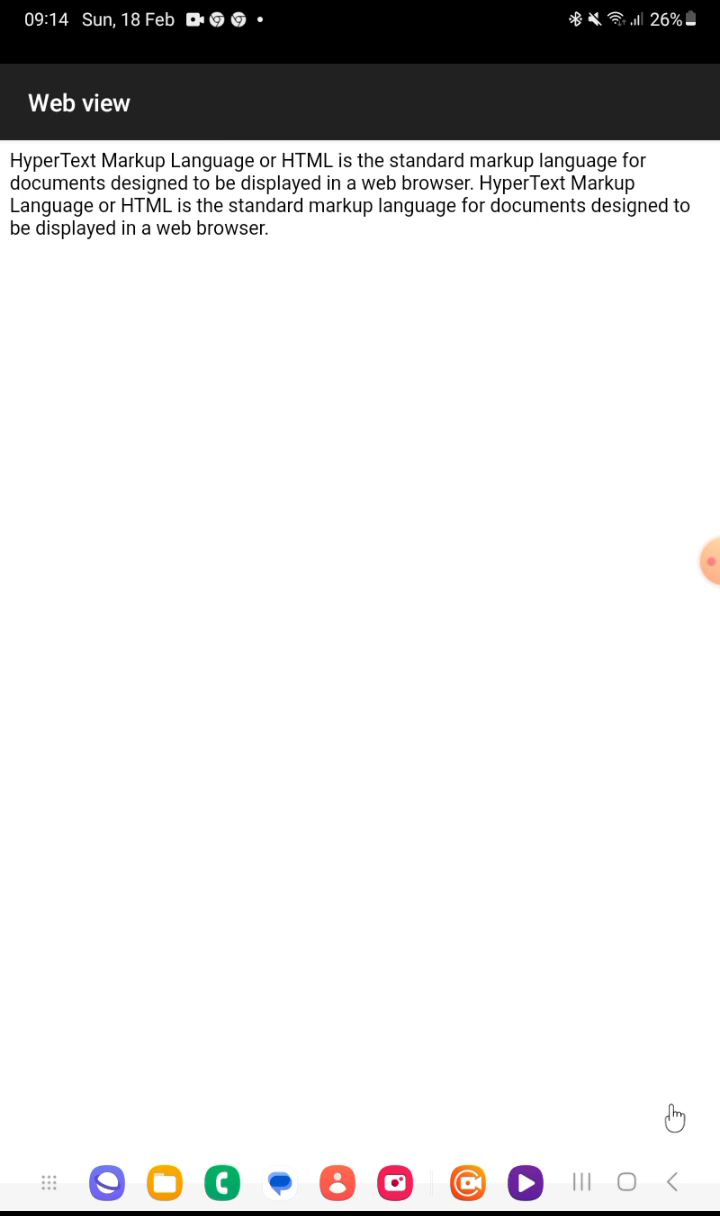 09:14 Sun, 18 Feb 26%
Web view
HyperText Markup Language or HTML is the standard markup language for
documents designed to be displayed in a web browser. HyperText Markup
Language or HTML is the standard markup language for documents designed to
be displayed in a web browser.